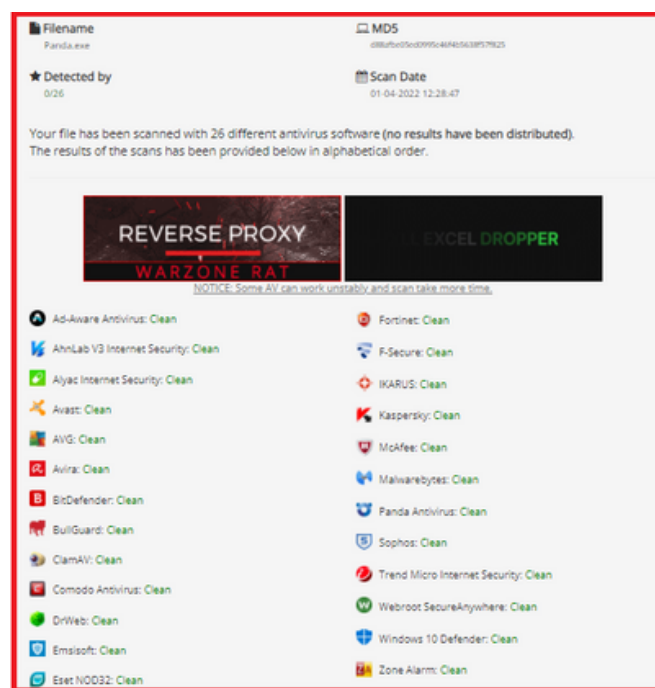 Filename
Panda.exe
MD5
Detected by
0/26
Scan Date
01-04-2022 12:28:47
Your file has been scanned with 26 different antivirus software (no results have been distributed).
The results of the scans has been provided below in alphabetical order.
REVERSE PROXY
WARZONE RAT
EXCEL DROPPER
NOTICE: Some AV can work unstably and scan take more time.
Ad-Aware Antivirus: Clean
AhnLab V3 Internet Security: Clean
Alyac Internet Security: Clean
Avast: Clean
AVG: Clean
Avira: Clean
BitDefender: Clean
BullGuard: Clean
ClamAV: Clean
Comodo Antivirus: Clean
DrWeb: Clean
Emsisoft: Clean
Eset NOD32: Clean
Fortinet: Clean
F-Secure: Clean
IKARUS: Clean
Kaspersky: Clean
McAfee: Clean
Malwarebytes: Clean
Panda Antivirus: Clean
Sophos: Clean
Trend Micro Internet Security: Clean
Webroot SecureAnywhere: Clean
Windows 10 Defender: Clean
Zone Alarm: Clean